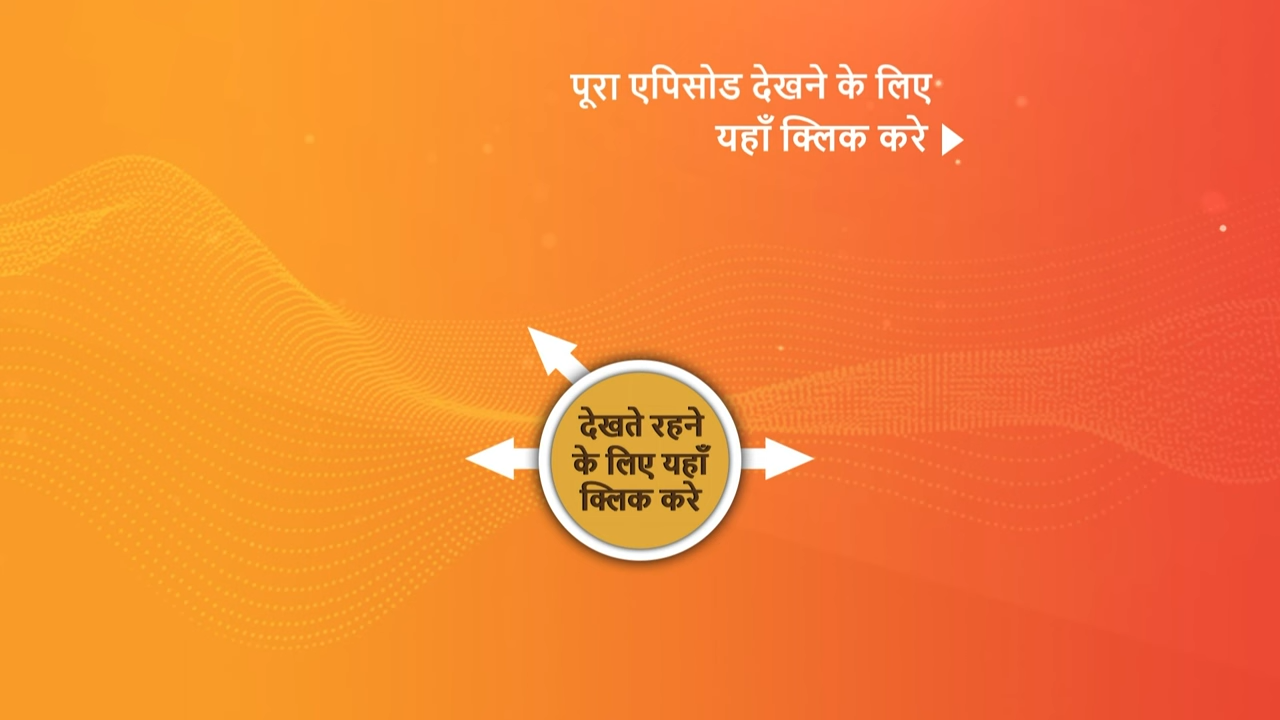 पूरा एपिसोड देखने के लिए
यहाँ क्लिक करे
देखते रहने
के लिए यहाँ
क्लिक करे